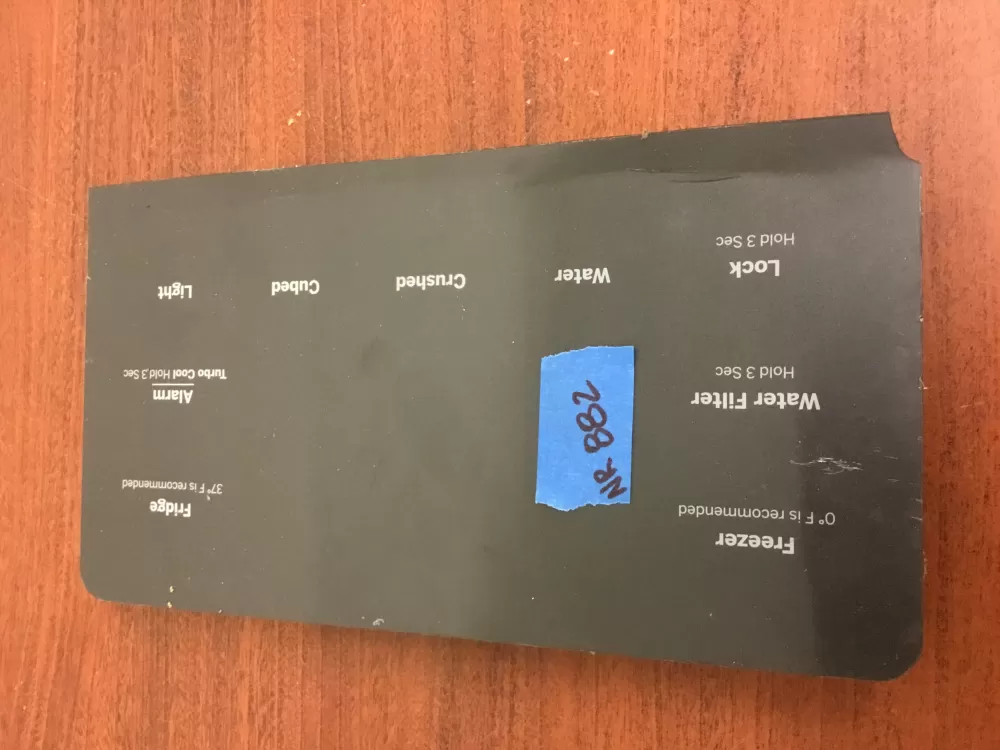 Freezer
0° F is recommended
Fridge
37° F is recommended
Water Filter
Hold 3 Sec
Alarm
Turbo Cool Hold 3 Sec
Lock
Hold 3 Sec
Water
Crushed
Cubed
Light
NR 882